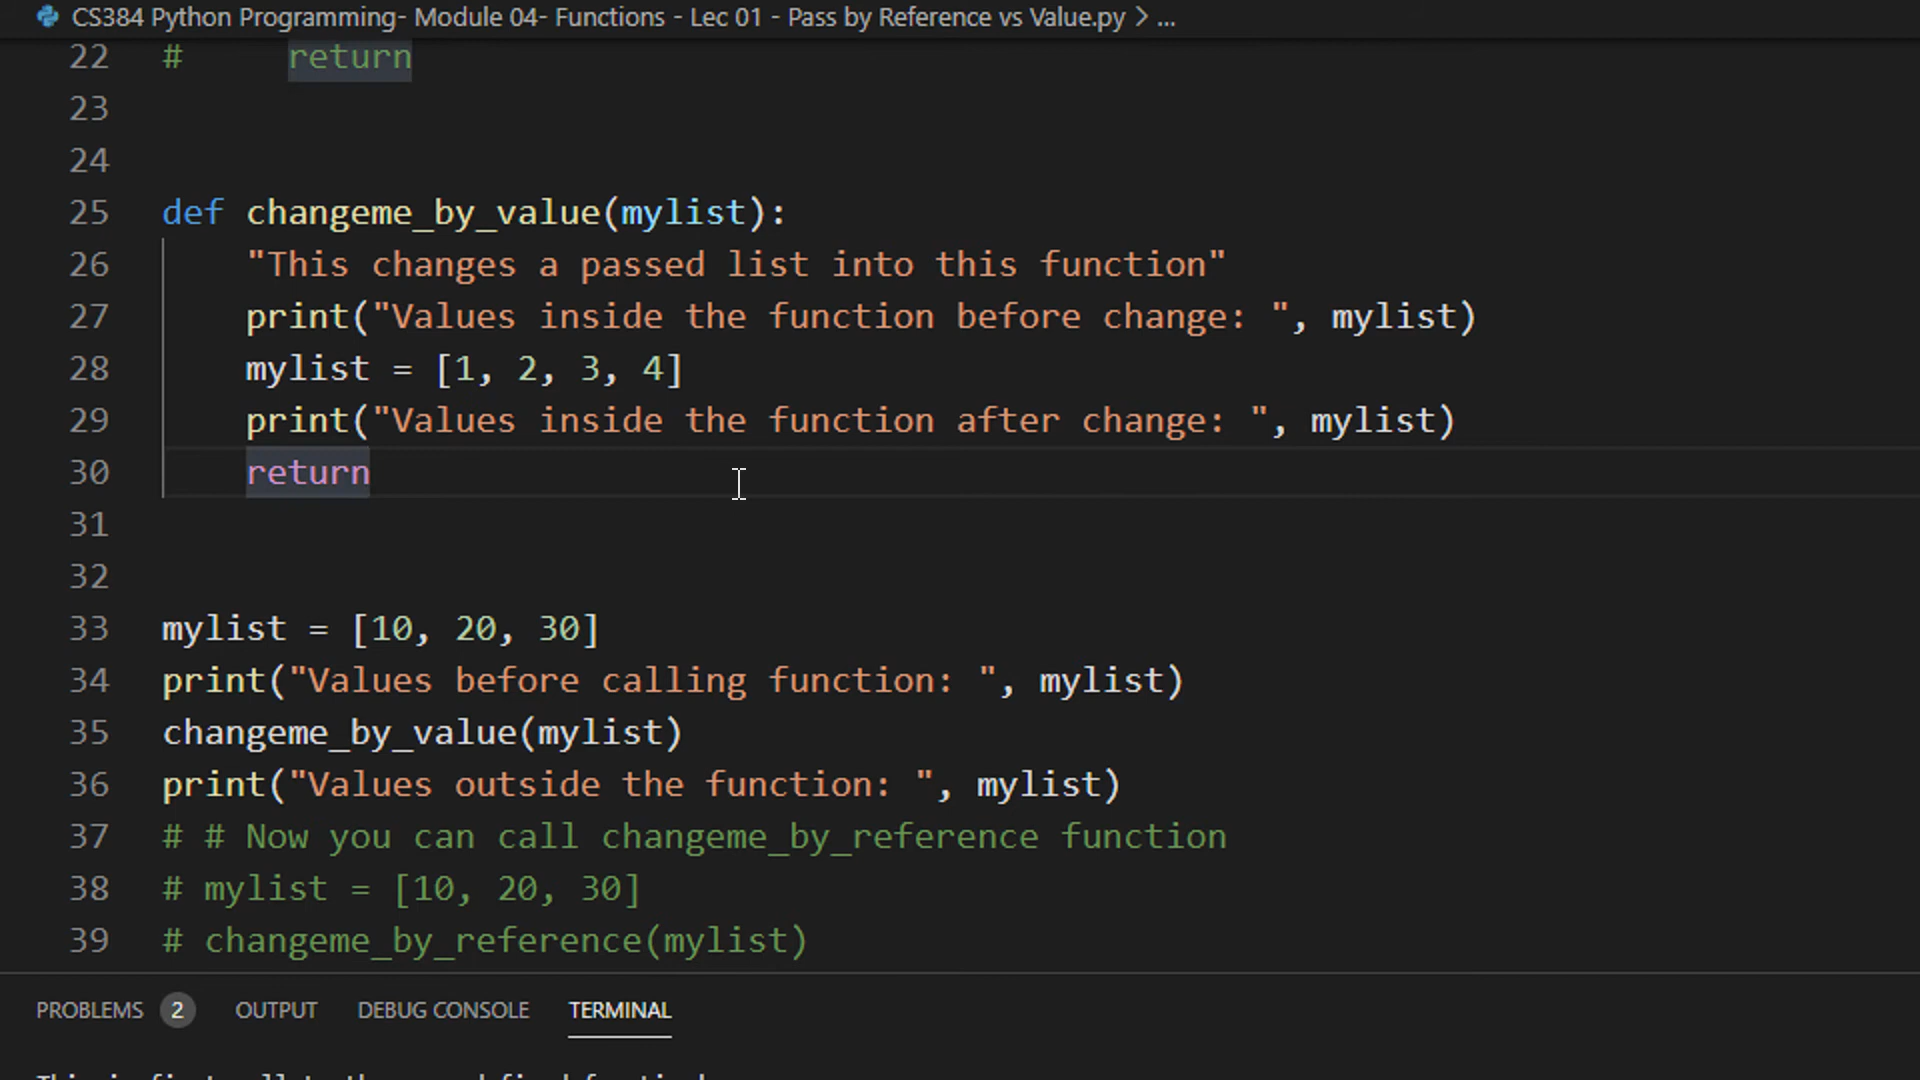 CS384 Python Programming- Module 04- Functions - Lec 01 - Pass by Reference vs Value.py > ...
22 #     return
23
24
25 def changeme_by_value(mylist):
26     "This changes a passed list into this function"
27     print("Values inside the function before change: ", mylist)
28     mylist = [1, 2, 3, 4]
29     print("Values inside the function after change: ", mylist)
30     return
31
32
33 mylist = [10, 20, 30]
34 print("Values before calling function: ", mylist)
35 changeme_by_value(mylist)
36 print("Values outside the function: ", mylist)
37 # # Now you can call changeme_by_reference function
38 # mylist = [10, 20, 30]
39 # changeme_by_reference(mylist)
PROBLEMS 2 OUTPUT DEBUG CONSOLE TERMINAL